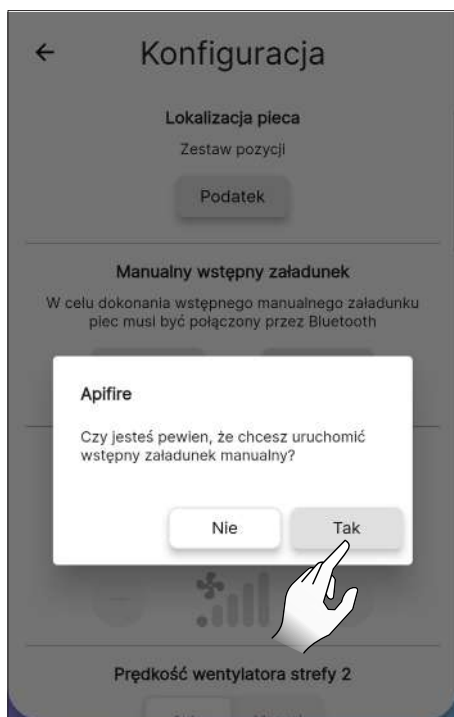 Konfiguracja
Lokalizacja pieca
Zestaw pozycji
Podatek
Manualny wstępny załadunek
W celu dokonania wstępnego manualnego załadunku
piec musi być połączony przez Bluetooth
Apifire
Czy jesteś pewien, że chcesz uruchomić
wstępny załadunek manualny?
Nie
Tak
Prędkość wentylatora strefy 2